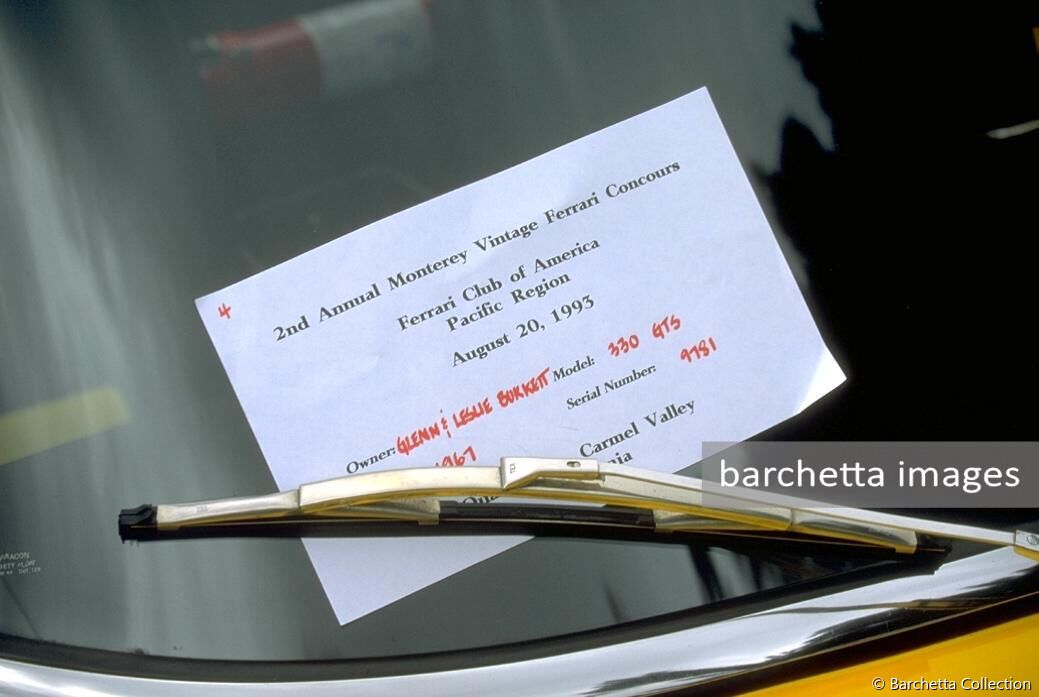 4
2nd Annual Monterey Vintage Ferrari Concours
Ferrari Club of America
Pacific Region
August 20, 1993
Owner: GLENN & LESLIE BURKETT Model: 330 GTS
1967 Serial Number: 9781
Carmel Valley
barchetta images
© Barchetta Collection